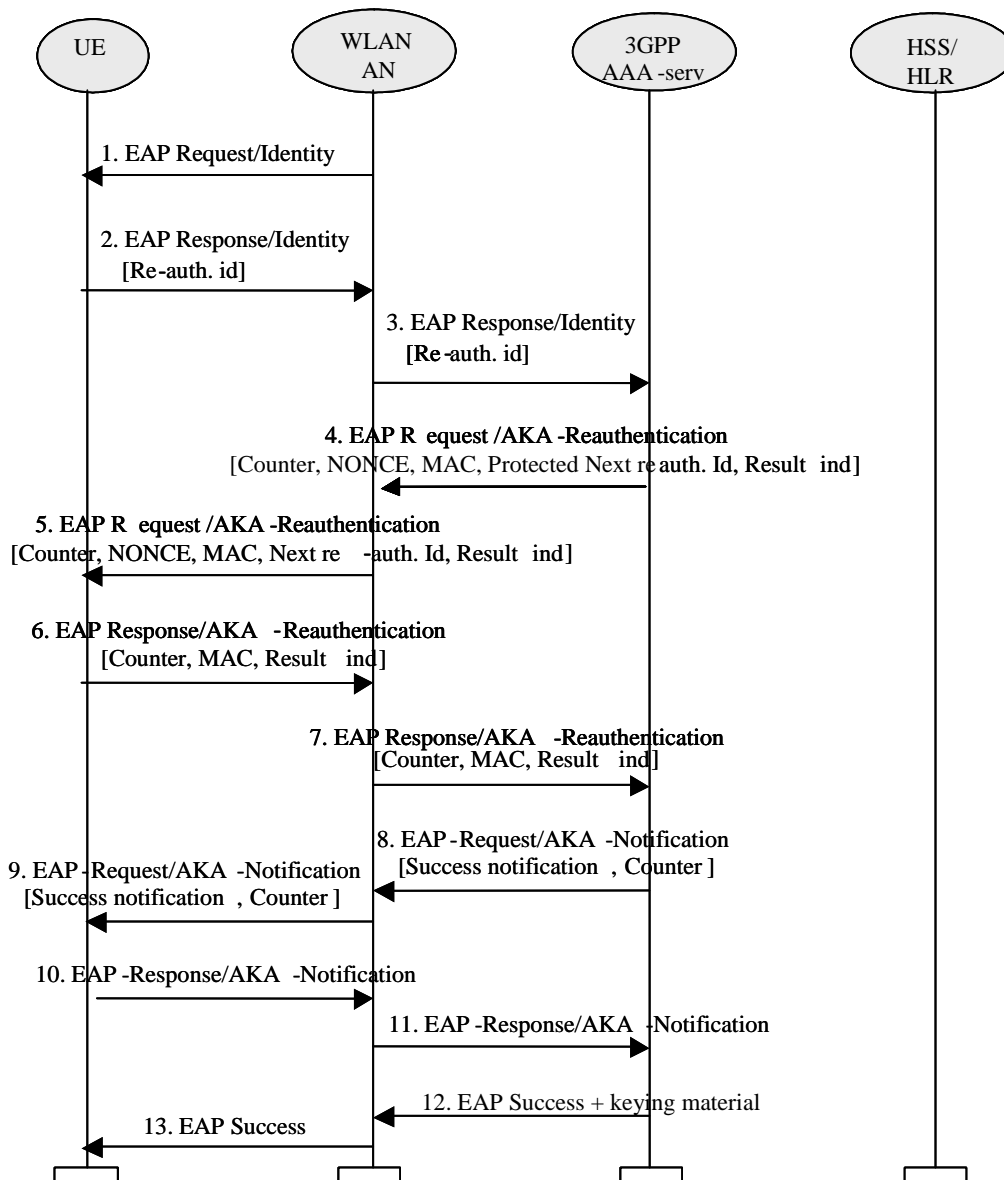 UE
WLAN
AN
3GPP
AAA -serv
HSS/
HLR
1. EAP Request/Identity
2. EAP Response/Identity
[Re-auth. id]
3. EAP Response/Identity
[Re-auth. id]
4. EAP R equest /AKA -Reauthentication
[Counter, NONCE, MAC, Protected Next re auth. Id, Result ind]
5. EAP R equest /AKA -Reauthentication
[Counter, NONCE, MAC, Next re -auth. Id, Result ind]
6. EAP Response/AKA -Reauthentication
[Counter, MAC, Result ind]
7. EAP Response/AKA -Reauthentication
[Counter, MAC, Result ind]
8. EAP -Request/AKA -Notification
[Success notification , Counter ]
9. EAP -Request/AKA -Notification
[Success notification , Counter ]
10. EAP -Response/AKA -Notification
11. EAP -Response/AKA -Notification
12. EAP Success + keying material
13. EAP Success